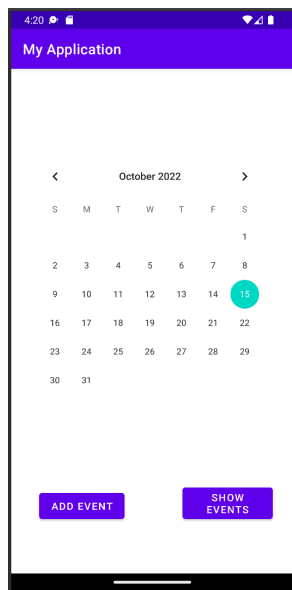 4:20
My Application
October 2022
S M T W T F S
1
2 3 4 5 6 7 8
9 10 11 12 13 14 15
16 17 18 19 20 21 22
23 24 25 26 27 28 29
30 31
ADD EVENT
SHOW
EVENTS